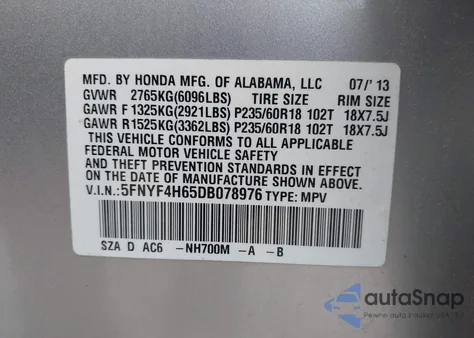 MFD. BY HONDA MFG. OF ALABAMA, LLC 07/'13
GVWR 2765KG(6096LBS) TIRE SIZE RIM SIZE
GAWR F 1325KG(2921LBS) P235/60R18 102T 18X7.5J
GAWR R 1525KG(3362LBS) P235/60R18 102T 18X7.5J
THIS VEHICLE CONFORMS TO ALL APPLICABLE
FEDERAL MOTOR VEHICLE SAFETY
AND THEFT PREVENTION STANDARDS IN EFFECT
ON THE DATE OF MANUFACTURE SHOWN ABOVE.
V.I.N.:5FNYF4H65DB078976 TYPE: MPV
SZA D AC6 -NH700M -A -B
autoSnap